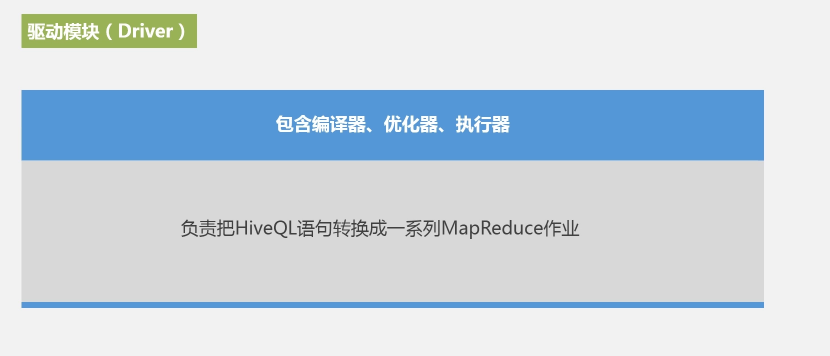 驱动模块（Driver）
包含编译器、优化器、执行器
负责把HiveQL语句转换成一系列MapReduce作业